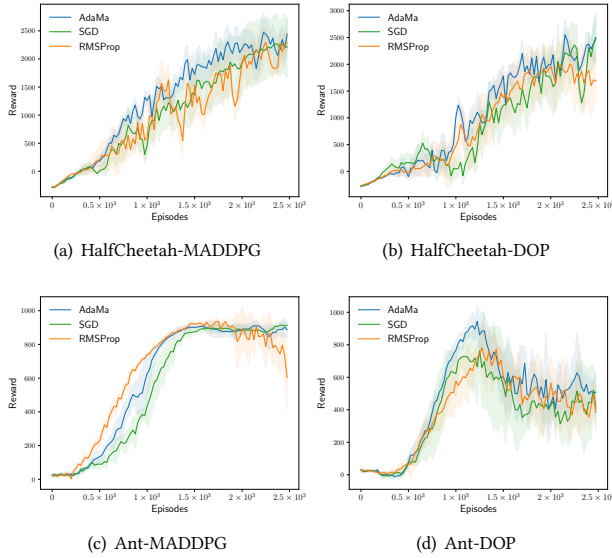 AdaMa
SGD
RMSProp
2500
2000
1500
1000
500
0
Reward
0
0.5 × 10³
1 × 10³
1.5 × 10³
2 × 10³
2.5 × 10³
Episodes
(a) HalfCheetah-MADDPG
AdaMa
SGD
RMSProp
3000
2500
2000
1500
1000
500
0
Reward
0
0.5 × 10³
1 × 10³
1.5 × 10³
2 × 10³
2.5 × 10
Episodes
(b) HalfCheetah-DOP
AdaMa
SGD
RMSProp
1000
800
600
400
200
0
Reward
0
0.5 × 10³
1 × 10³
1.5 × 10³
2 × 10³
2.5 × 10³
Episodes
(c) Ant-MADDPG
AdaMa
SGD
RMSProp
1000
800
600
400
200
0
Reward
0
0.5 × 10³
1 × 10³
1.5 × 10³
2 × 10³
2.5 × 10³
Episodes
(d) Ant-DOP